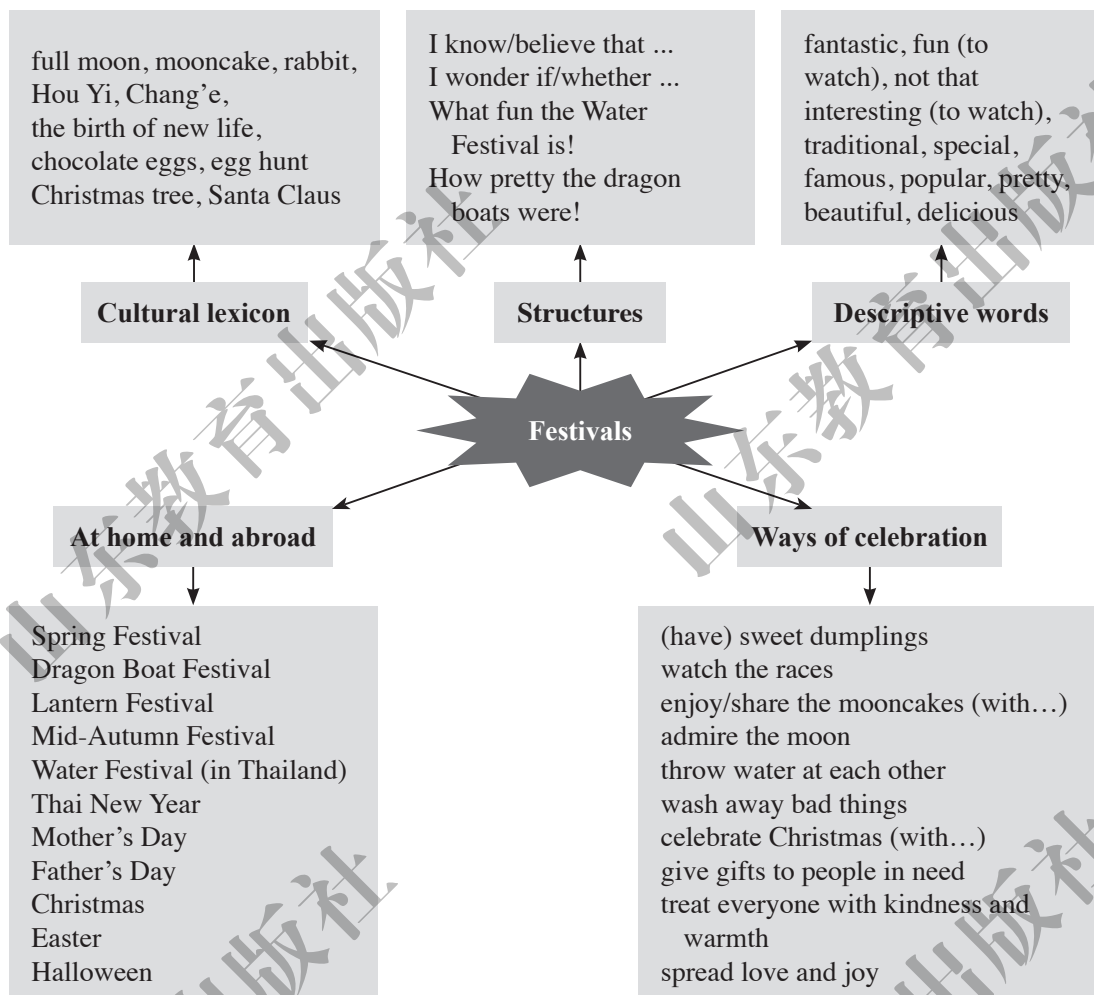 full moon, mooncake, rabbit,
Hou Yi, Chang’e,
the birth of new life,
chocolate eggs, egg hunt
Christmas tree, Santa Claus
I know/believe that ...
I wonder if/whether ...
What fun the Water
Festival is!
How pretty the dragon
boats were!
fantastic, fun (to
watch), not that
interesting (to watch),
traditional, special,
famous, popular, pretty,
beautiful, delicious
Cultural lexicon
Structures
Descriptive words
Festivals
At home and abroad
Ways of celebration
Spring Festival
Dragon Boat Festival
Lantern Festival
Mid-Autumn Festival
Water Festival (in Thailand)
Thai New Year
Mother’s Day
Father’s Day
Christmas
Easter
Halloween
(have) sweet dumplings
watch the races
enjoy/share the mooncakes (with…)
admire the moon
throw water at each other
wash away bad things
celebrate Christmas (with…)
give gifts to people in need
treat everyone with kindness and
warmth
spread love and joy
山东教育出版社
山东教育出版社
出版社
出版社